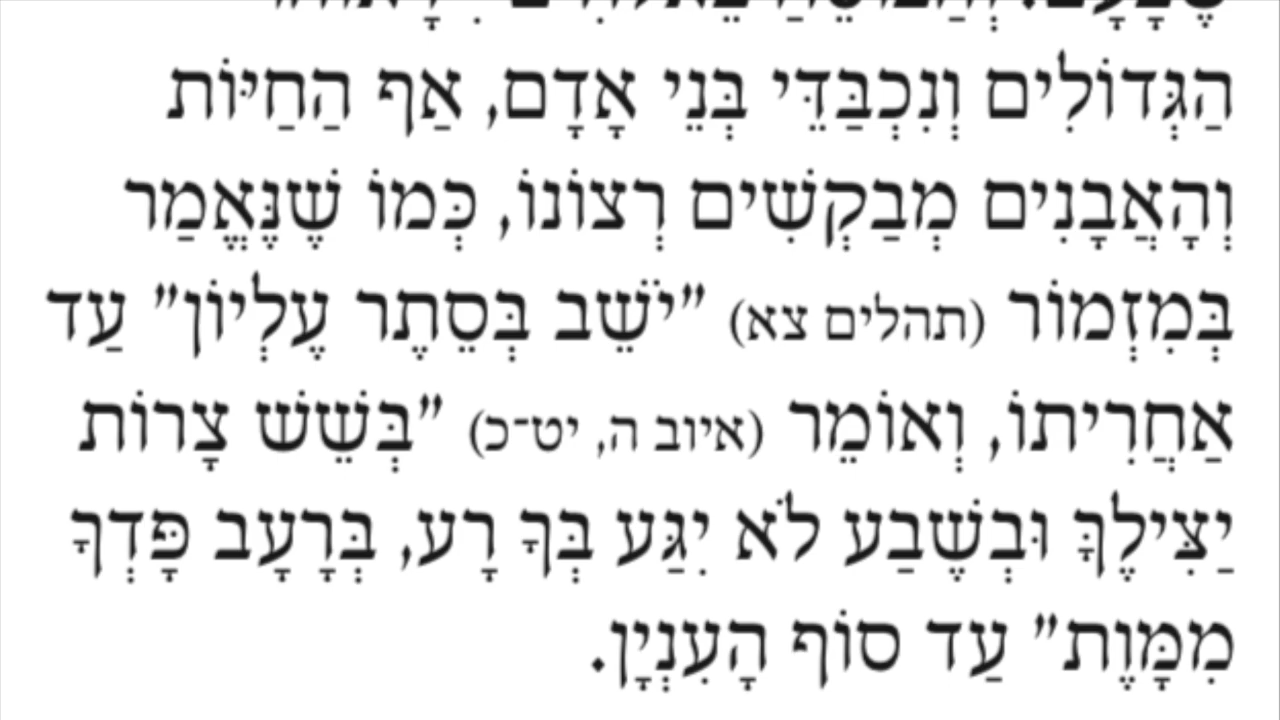 הַגְּדוֹלִים וְנִכְבַּדֵּי בְּנֵי אָדָם, אַף הַחַיּוֹת
וְהָאֲבָנִים מְבַקְשִׁים רְצוֹנוֹ, כְּמוֹ שֶׁנֶּאֱמַר
בְּמִזְמוֹר (תהלים צא) "יֹשֵׁב בְּסֵתֶר עֶלְיוֹן" עַד
אַחֲרִיתוֹ, וְאוֹמֵר (איוב ה, יט־כ) "בְּשֵׁשׁ צָרוֹת
יַצִּילֶךָּ וּבְשֶׁבַע לֹא יִגַּע בְּךָ רָע, בְּרָעָב פָּדְךָ
מִמָּוֶת" עַד סוֹף הָעִנְיָן.